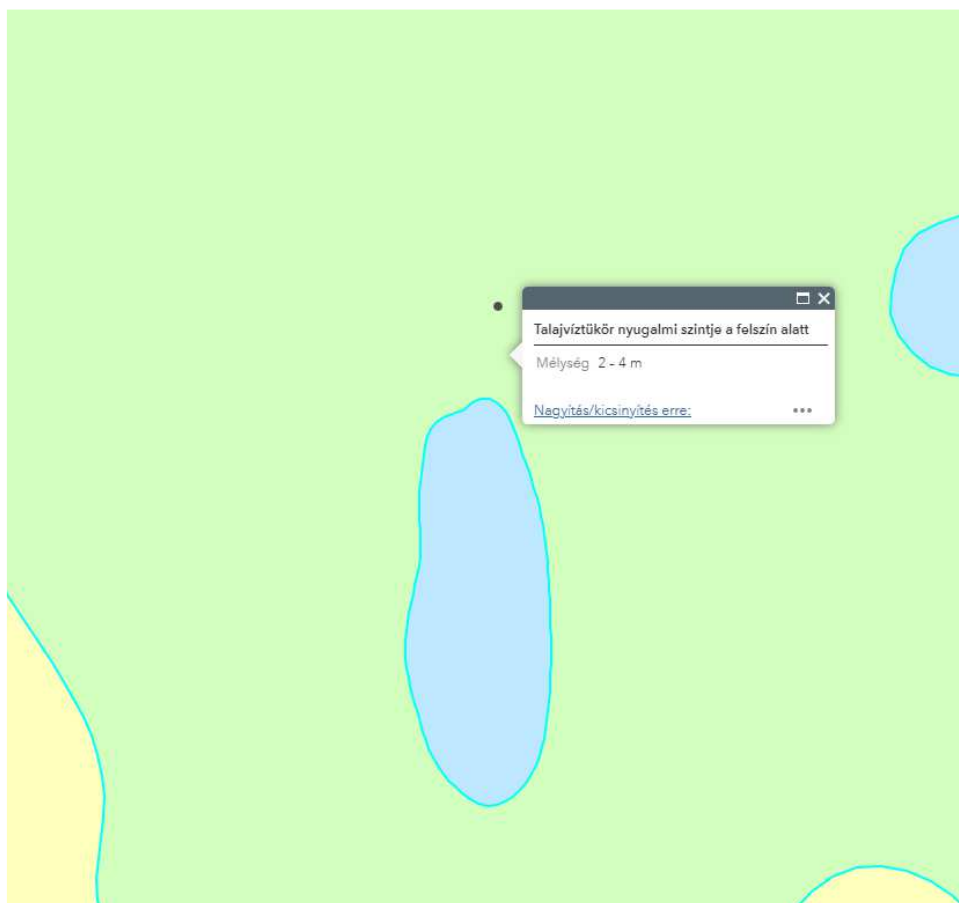 Talajvíztükör nyugalmi szintje a felszín alatt
Mélység 2 - 4 m
Nagyítás/kicsinyítés erre: